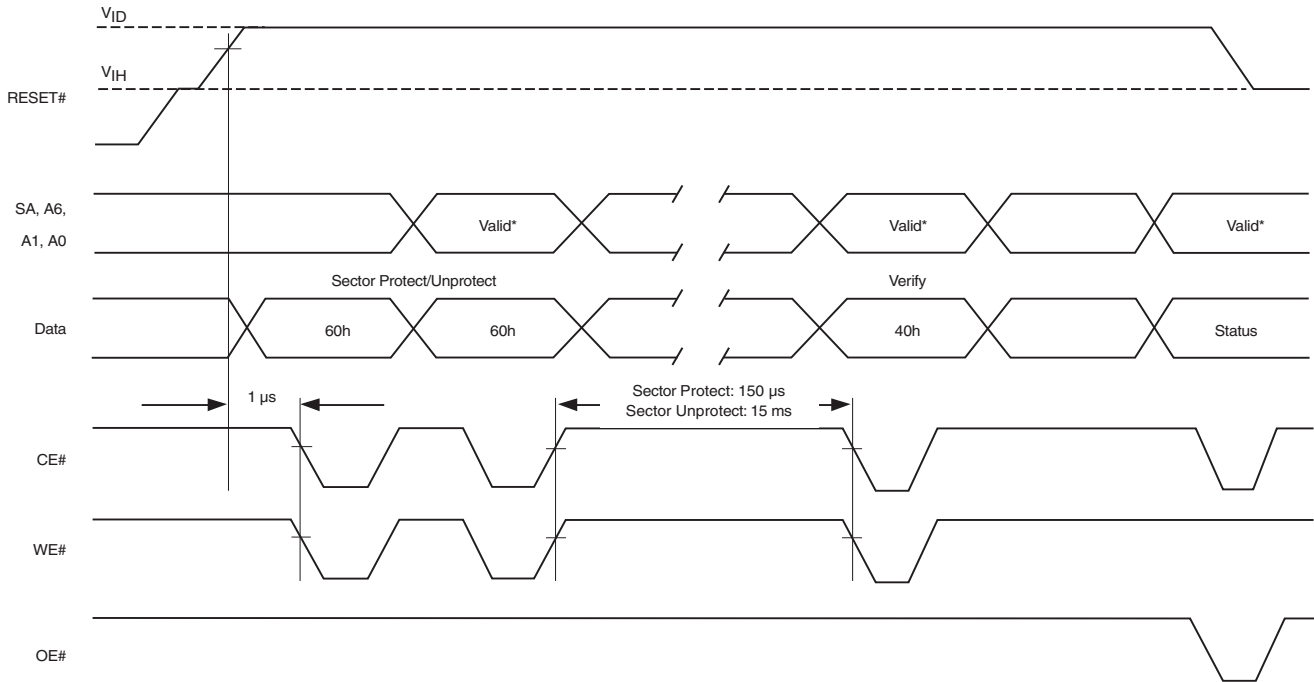 VID
VIH
RESET#
SA, A6,
A1, A0
Valid*
Valid*
Valid*
Sector Protect/Unprotect
Verify
Data
60h
60h
40h
Status
1 µs
Sector Protect: 150 µs
Sector Unprotect: 15 ms
CE#
WE#
OE#